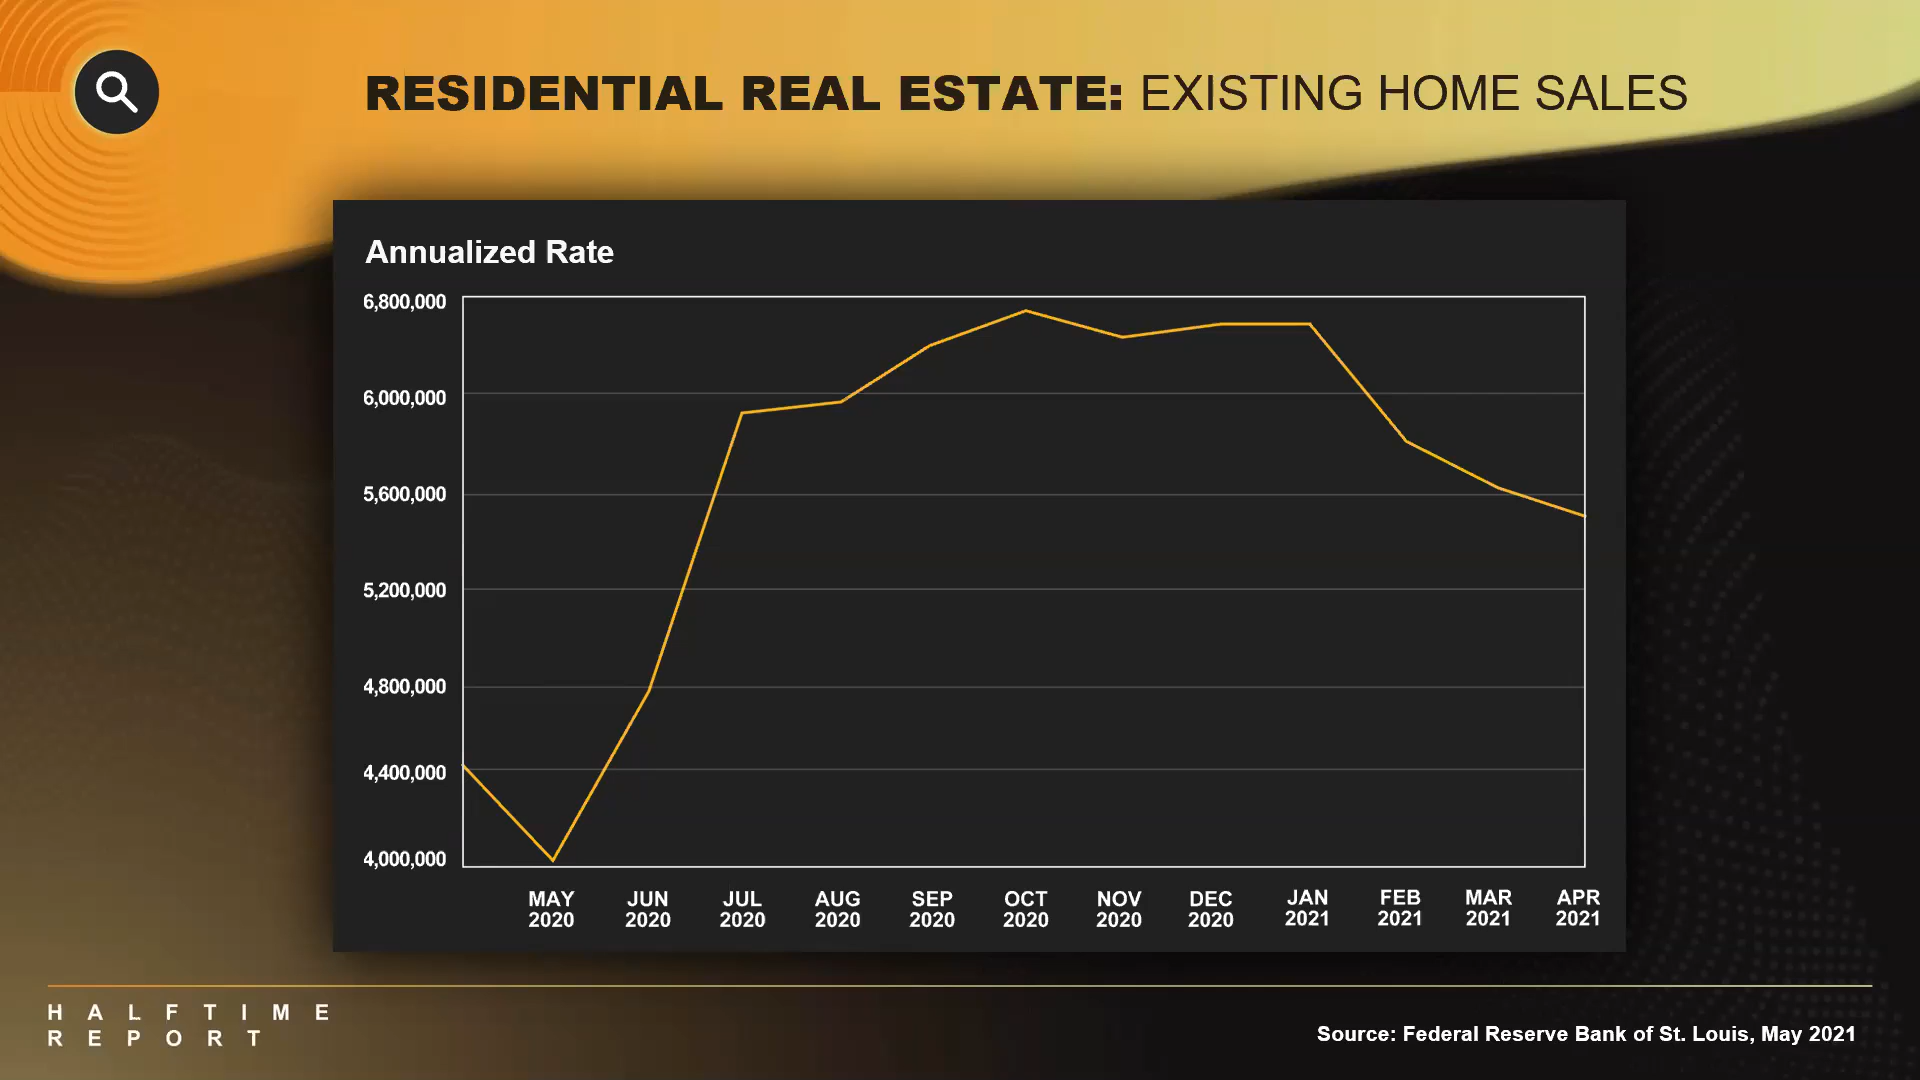 RESIDENTIAL REAL ESTATE: EXISTING HOME SALES
Annualized Rate
6,800,000
6,000,000
5,600,000
5,200,000
4,800,000
4,400,000
4,000,000
MAY JUN JUL AUG SEP OCT NOV DEC JAN FEB MAR APR
2020 2020 2020 2020 2020 2020 2020 2020 2021 2021 2021 2021
HALFTIME
REPORT
Source: Federal Reserve Bank of St. Louis, May 2021